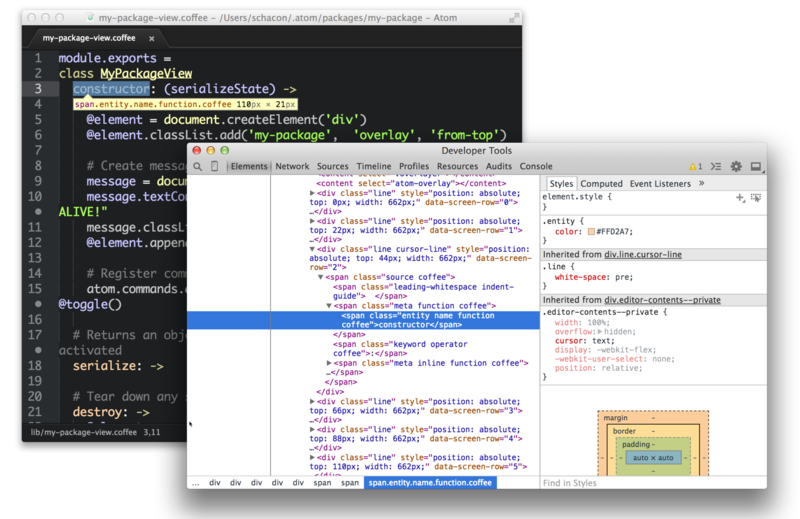 my-package-view.coffee - /Users/schacon/.atom/packages/my-package - Atom
my-package-view.coffee ×
1 module.exports =
2 class MyPackageView
3 constructor: (serializeState) ->
span.entity.name.function.coffee 110px × 21px
4
5 @element = document.createElement('div')
6 @element.classList.add('my-package', 'overlay', 'from-top')
7
8 # Create messa
9 message = docum
10 message.textCon
• ALIVE!"
11 message.classLi
12 @element.append
13
14 # Register comm
15 atom.commands.a
• @toggle()
16
17 # Returns an obje
• activated
18 serialize: ->
19
20 # Tear down any s
21 destroy: ->
22
lib/my-package-view.coffee 3,11
Developer Tools
Elements Network Sources Timeline Profiles Resources Audits Console 1
<content select="atom-overlay"></content>
<div class="line" style="position:
absolute; top: 0px; width: 662px;" data-screen-row="0">
…</div>
<div class="line" style="position: absolute;
top: 22px; width: 662px;" data-screen-row="1">
…</div>
<div class="line cursor-line" style="position:
absolute; top: 44px; width: 662px;" data-screen-
row="2">
<span class="source coffee">
<span class="leading-whitespace indent-
guide"> </span>
<span class="meta function coffee">
<span class="entity name function
coffee">constructor</span>
</span>
<span class="keyword operator
coffee">:</span>
<span class="meta inline function coffee">
…</span>
</span>
</div>
<div class="line" style="position: absolute;
top: 66px; width: 662px;" data-screen-row="3">
…</div>
<div class="line" style="position: absolute;
top: 88px; width: 662px;" data-screen-row="4">
…</div>
<div class="line" style="position: absolute;
top: 110px; width: 662px;" data-screen-row="5">
…</div>
... div div div div div span span span.entity.name.function.coffee
Styles Computed Event Listeners »
element.style {
}
.entity {
color: #FFD2A7;
}
Inherited from div.line.cursor-line
.line {
white-space: pre;
}
Inherited from div.editor-contents--private
.editor-contents--private {
width: 100%;
overflow: hidden;
cursor: text;
display: -webkit-flex;
-webkit-user-select: none;
position: relative;
}
margin -
border -
padding -
- - - auto × auto - - -
-
Find in Styles